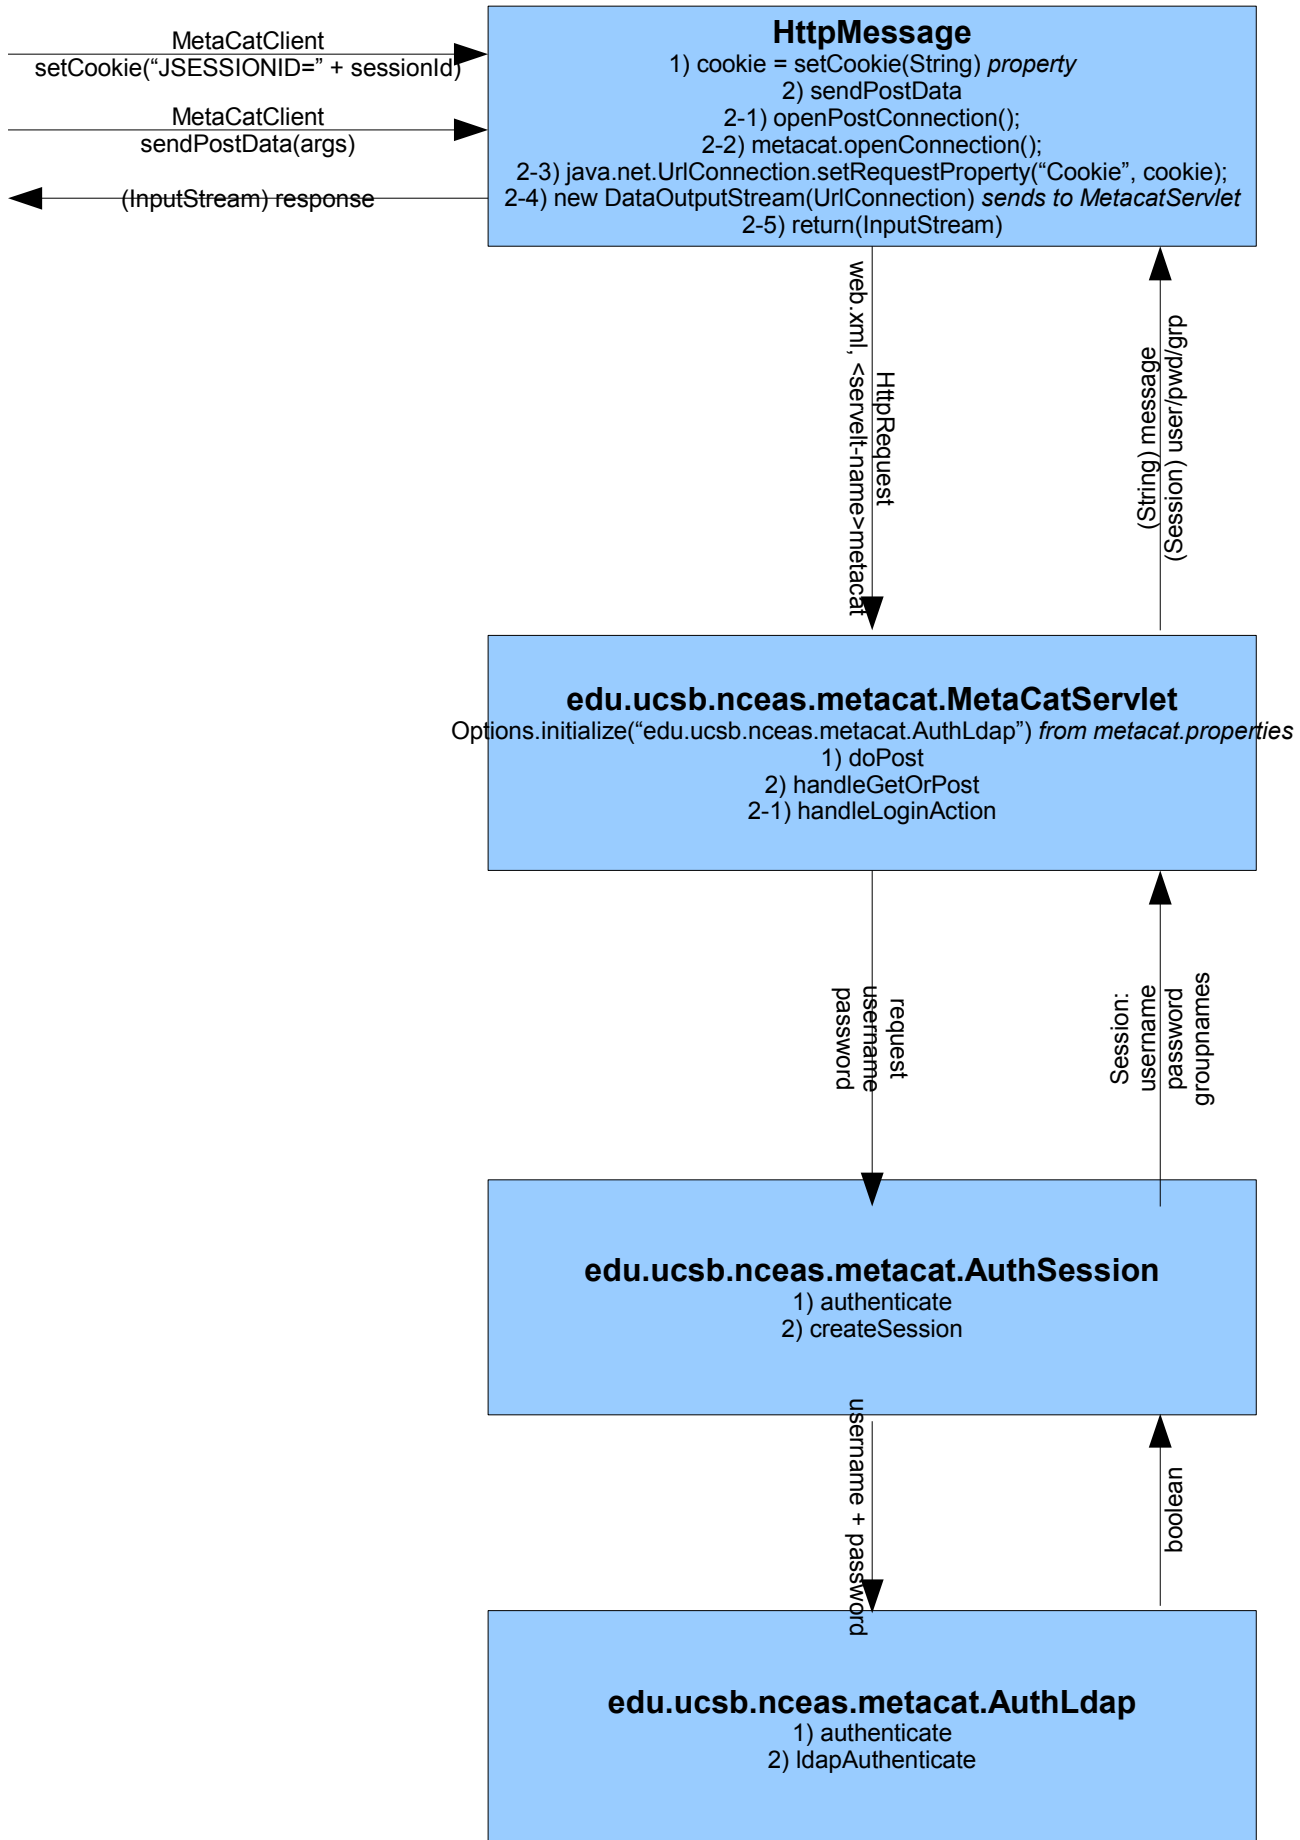 MetaCatClient
setCookie(“JSESSIONID=” + sessionId)
MetaCatClient
sendPostData(args)
(InputStream) response
HttpMessage
1) cookie = setCookie(String) property
2) sendPostData
2-1) openPostConnection();
2-2) metacat.openConnection();
2-3) java.net.UrlConnection.setRequestProperty(“Cookie”, cookie);
2-4) new DataOutputStream(UrlConnection) sends to MetacatServlet
2-5) return(InputStream)
HttpRequest
web.xml, <servelt-name>metacat
(String) message
(Session) user/pwd/grp
edu.ucsb.nceas.metacat.MetaCatServlet
Options.initialize(“edu.ucsb.nceas.metacat.AuthLdap”) from metacat.properties
1) doPost
2) handleGetOrPost
2-1) handleLoginAction
request
username
password
Session:
username
password
groupnames
edu.ucsb.nceas.metacat.AuthSession
1) authenticate
2) createSession
username + password
boolean
edu.ucsb.nceas.metacat.AuthLdap
1) authenticate
2) ldapAuthenticate